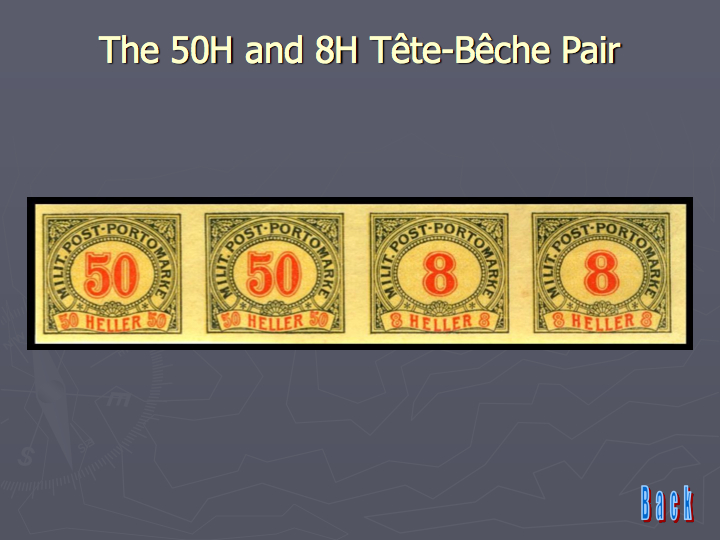 The 50H and 8H Tête-Bêche Pair
MILIT. POST-PORTOMARKE
50
50 HELLER 50
MILIT. POST-PORTOMARKE
50
50 HELLER 50
MILIT. POST-PORTOMARKE
8
8 HELLER 8
MILIT. POST-PORTOMARKE
8
8 HELLER 8
m
S
Back